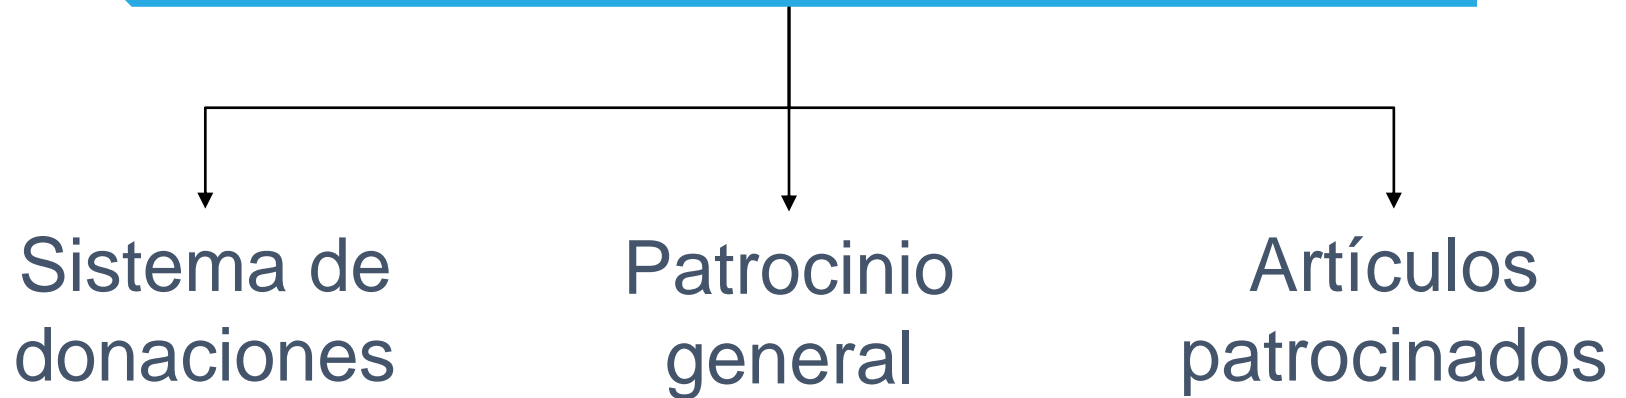 Sistema de
donaciones
Patrocinio
general
Artículos
patrocinados